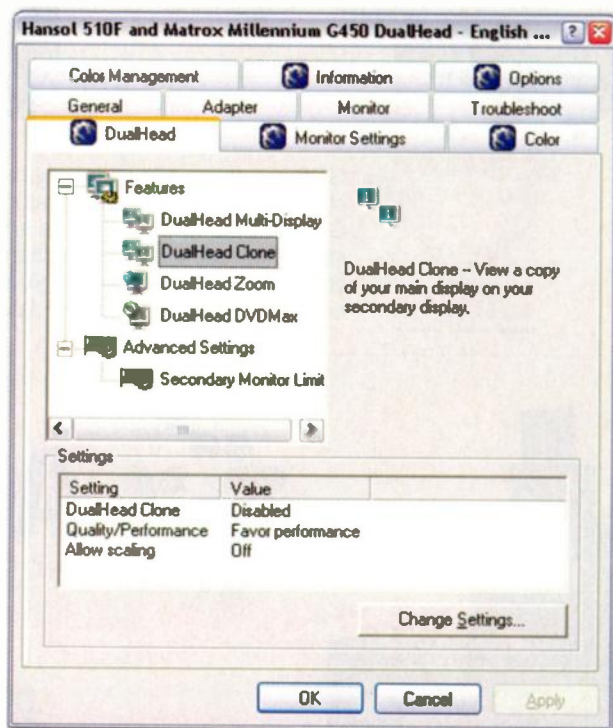 Hansol 510F and Matrox Millennium G450 DualHead - English ...
Color Management Information Options
General Adapter Monitor Troubleshoot
DualHead Monitor Settings Color
Features
DualHead Multi-Display
DualHead Clone
DualHead Zoom
DualHead DVDMax
Advanced Settings
Secondary Monitor Limit
DualHead Clone -- View a copy
of your main display on your
secondary display.
Settings
Setting Value
DualHead Clone Disabled
Quality/Performance Favor performance
Allow scaling Off
Change Settings...
OK Cancel Apply